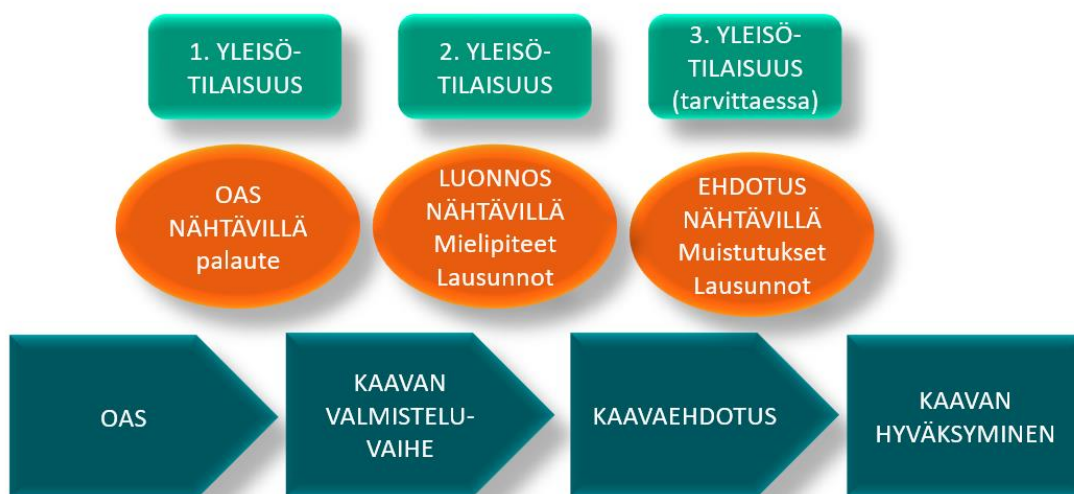 1. YLEISÖ-
TILAISUUS
2. YLEISÖ-
TILAISUUS
3. YLEISÖ-
TILAISUUS
(tarvittaessa)
OAS
NÄHTÄVILLÄ
palaute
LUONNOS
NÄHTÄVILLÄ
Mielipiteet
Lausunnot
EHDOTUS
NÄHTÄVILLÄ
Muistutukset
Lausunnot
OAS
KAAVAN
VALMISTELU-
VAIHE
KAAVAEHDOTUS
KAAVAN
HYVÄKSYMINEN